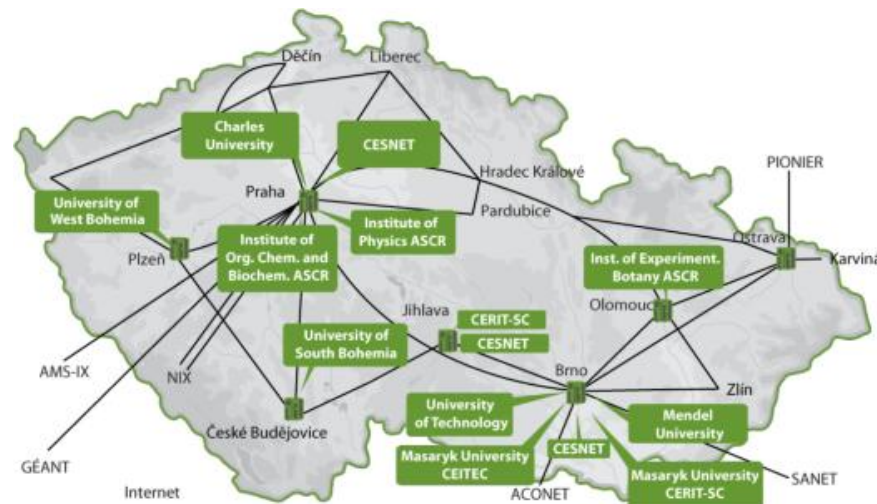 Děčín
Liberec
Charles
University
CESNET
PIONIER
Hradec Králové
Praha
University of
West Bohemia
Pardubice
Institute of
Physics ASCR
Institute of
Org. Chem. and
Biochem. ASCR
Ostrava
Karviná
Plzeň
Inst. of Experiment.
Botany ASCR
Olomouc
Jihlava
CERIT-SC
CESNET
University of
South Bohemia
AMS-IX
NIX
Brno
Zlín
České Budějovice
University
of Technology
Mendel
University
Masaryk University
CEITEC
CESNET
Masaryk University
CERIT-SC
GÉANT
SANET
Internet
ACONET